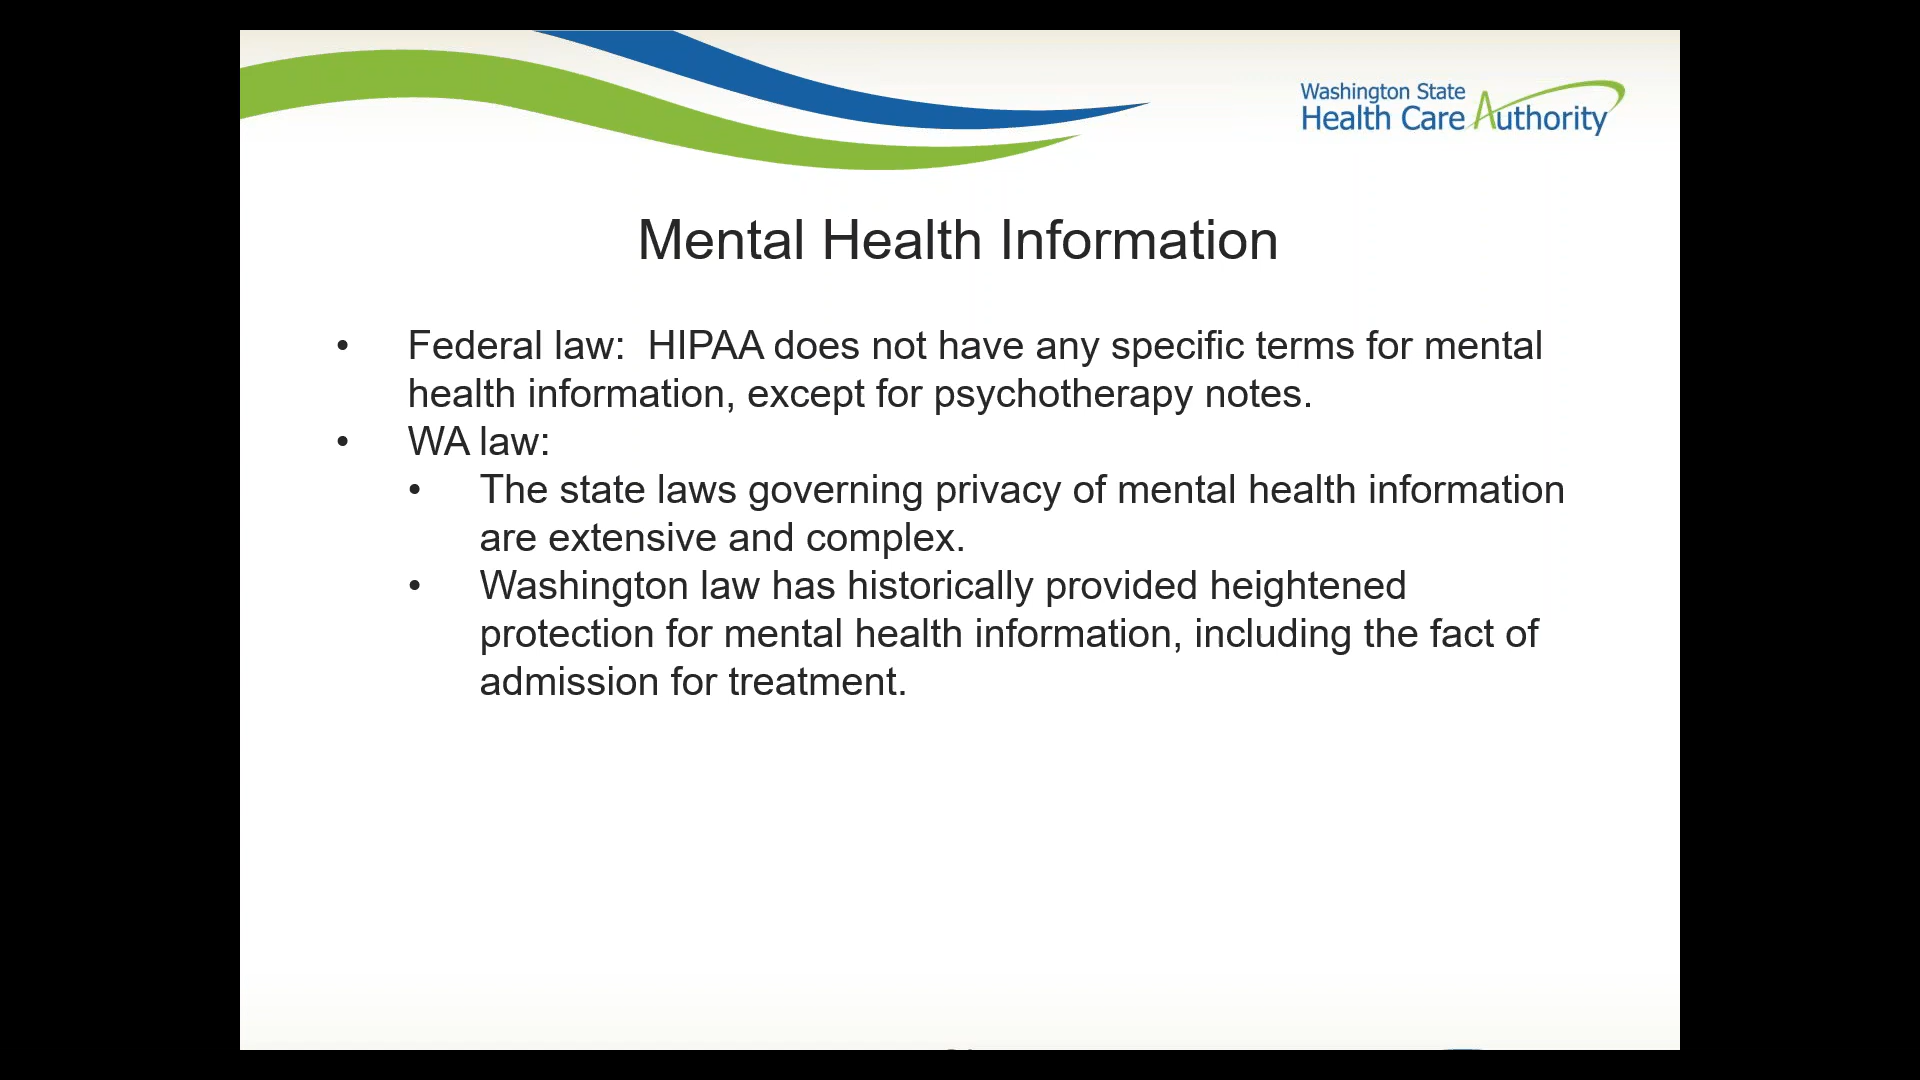 Washington State
Health Care Authority
Mental Health Information
• Federal law:  HIPAA does not have any specific terms for mental
health information, except for psychotherapy notes.
• WA law:
• The state laws governing privacy of mental health information
are extensive and complex.
• Washington law has historically provided heightened
protection for mental health information, including the fact of
admission for treatment.